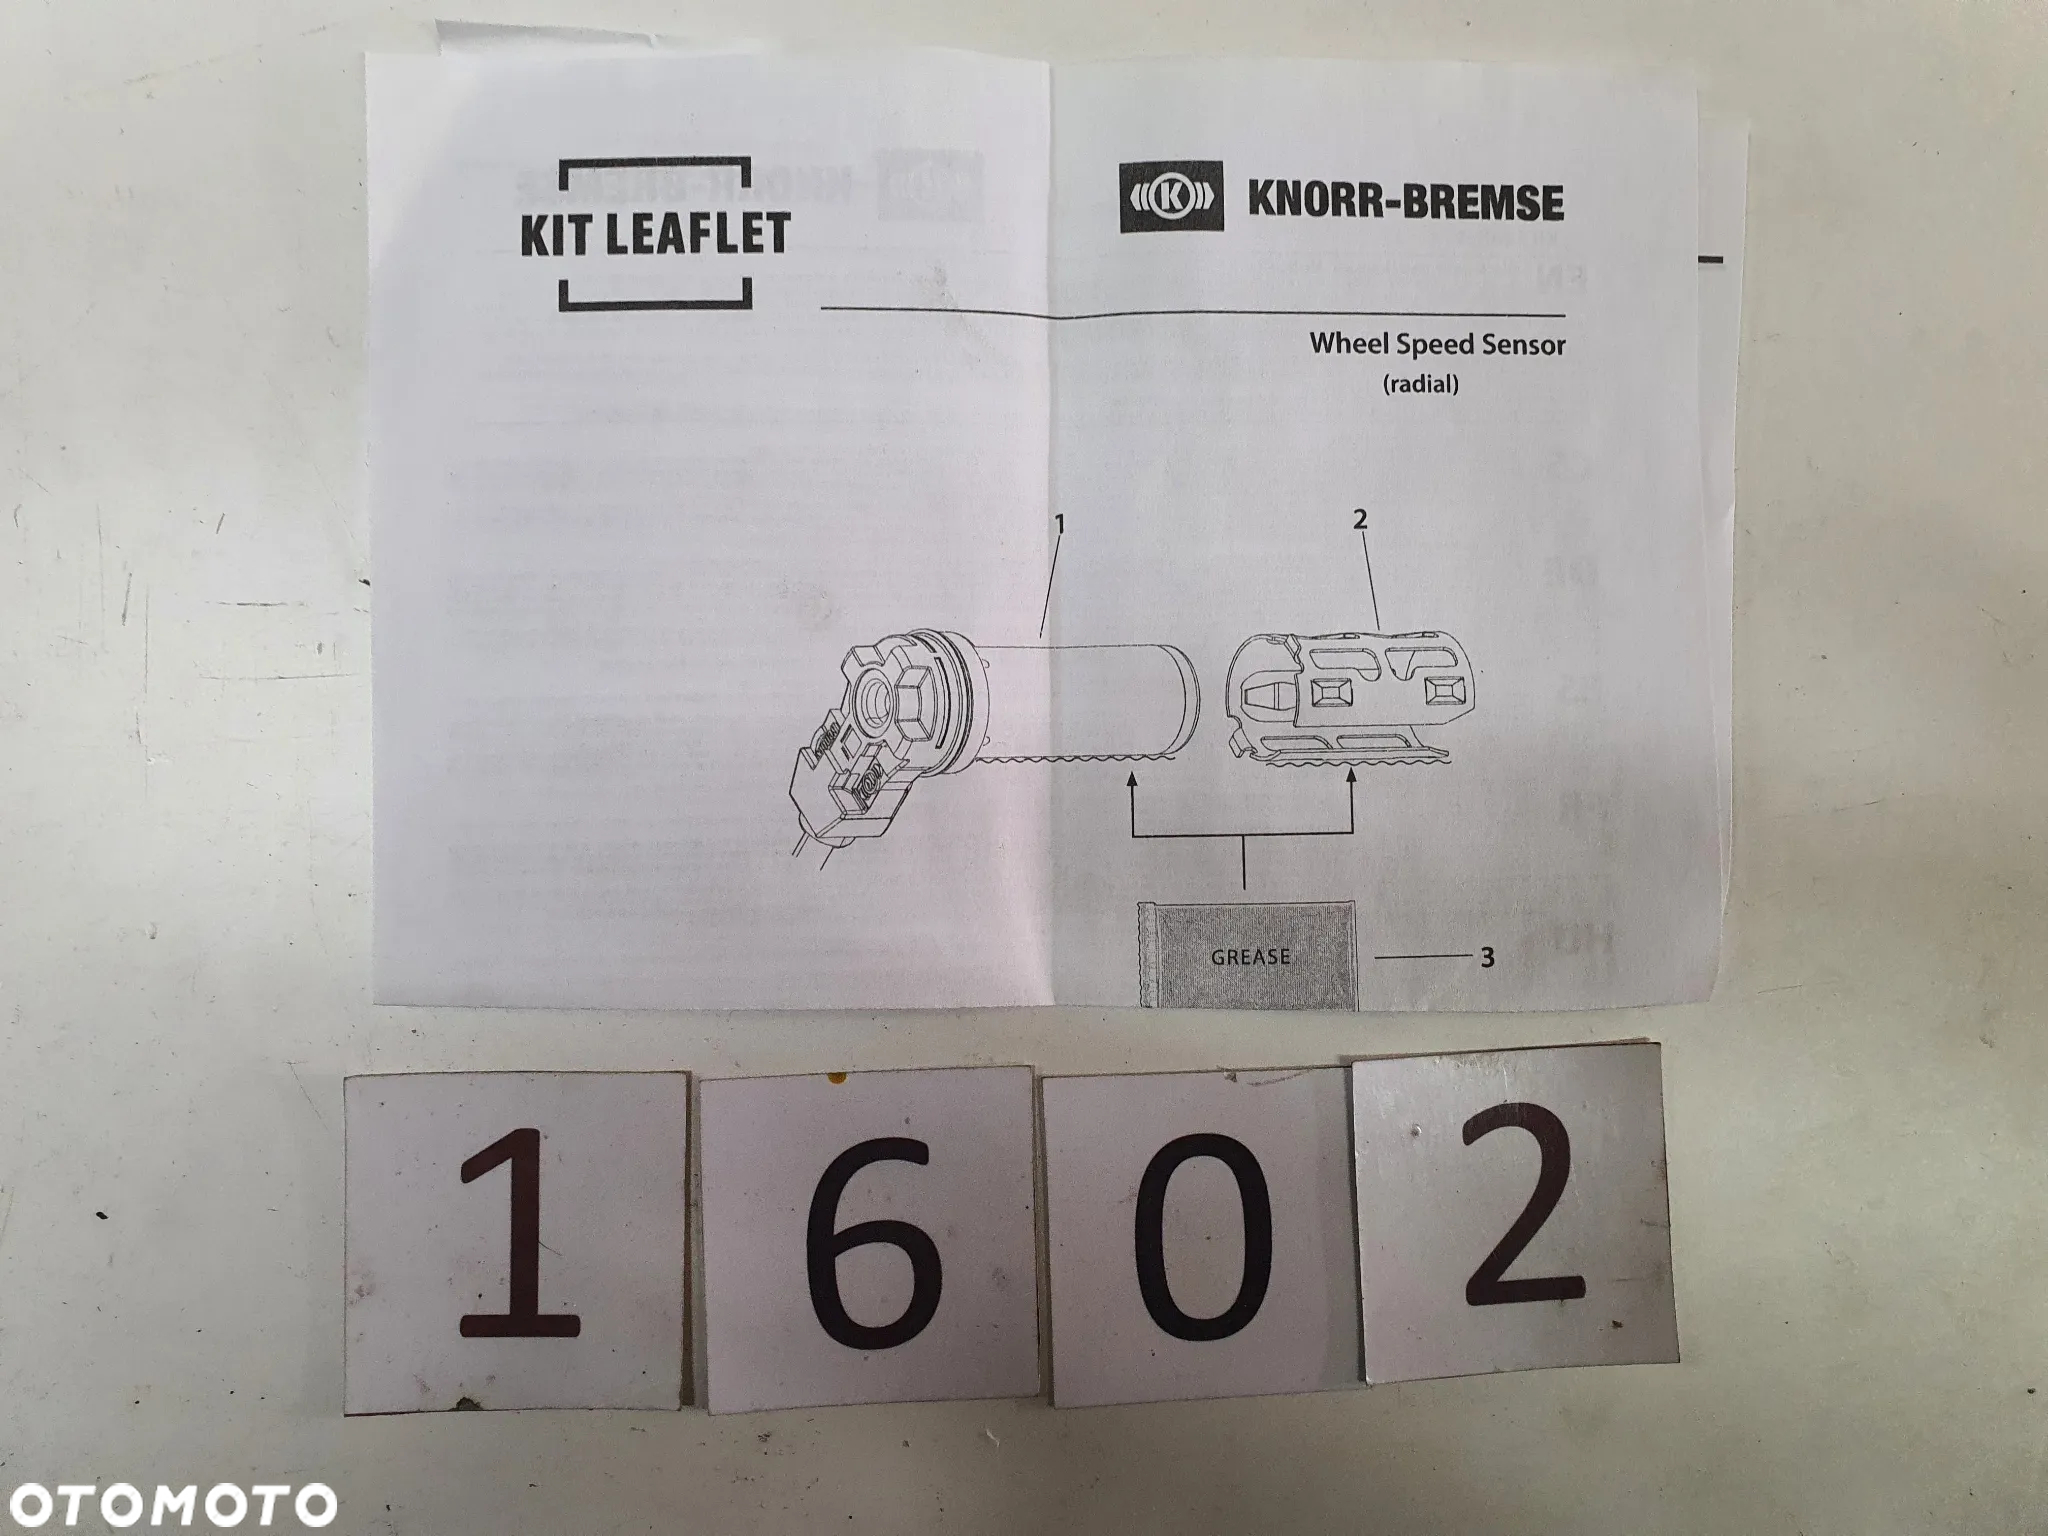 KIT LEAFLET
K KNORR-BREMSE
Wheel Speed Sensor
(radial)
1
2
GREASE
3
1 6 0 2
OTOMOTO